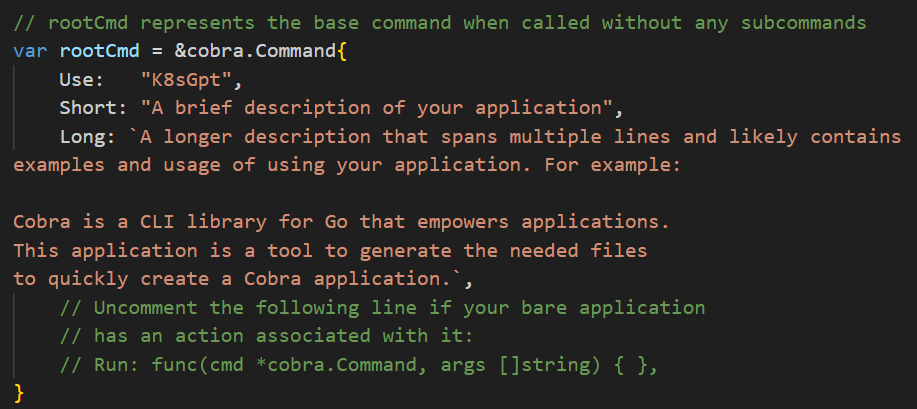 // rootCmd represents the base command when called without any subcommands
var rootCmd = &cobra.Command{
    Use:   "K8sGpt",
    Short: "A brief description of your application",
    Long: `A longer description that spans multiple lines and likely contains
examples and usage of using your application. For example:

Cobra is a CLI library for Go that empowers applications.
This application is a tool to generate the needed files
to quickly create a Cobra application.`,
    // Uncomment the following line if your bare application
    // has an action associated with it:
    // Run: func(cmd *cobra.Command, args []string) { },
}